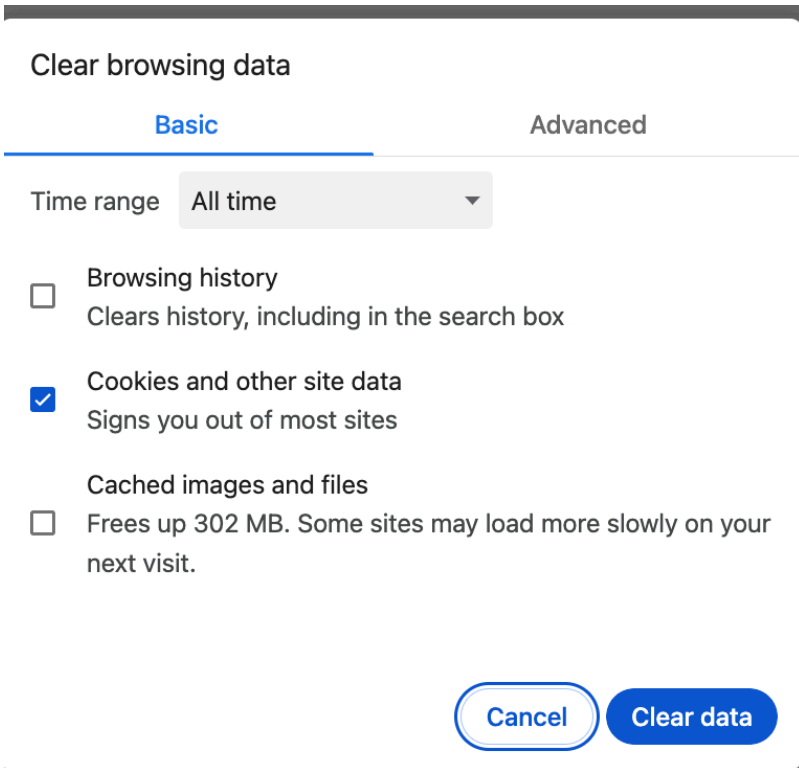 Clear browsing data
Basic
Advanced
Time range
All time
Browsing history
Clears history, including in the search box
Cookies and other site data
Signs you out of most sites
Cached images and files
Frees up 302 MB. Some sites may load more slowly on your
next visit.
Cancel
Clear data